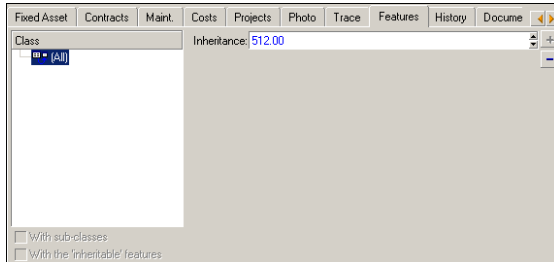 Fixed Asset Contracts Maint. Costs Projects Photo Trace Features History Docume
Class
(All)
Inheritance: 512.00
With sub-classes
With the 'inheritable' features